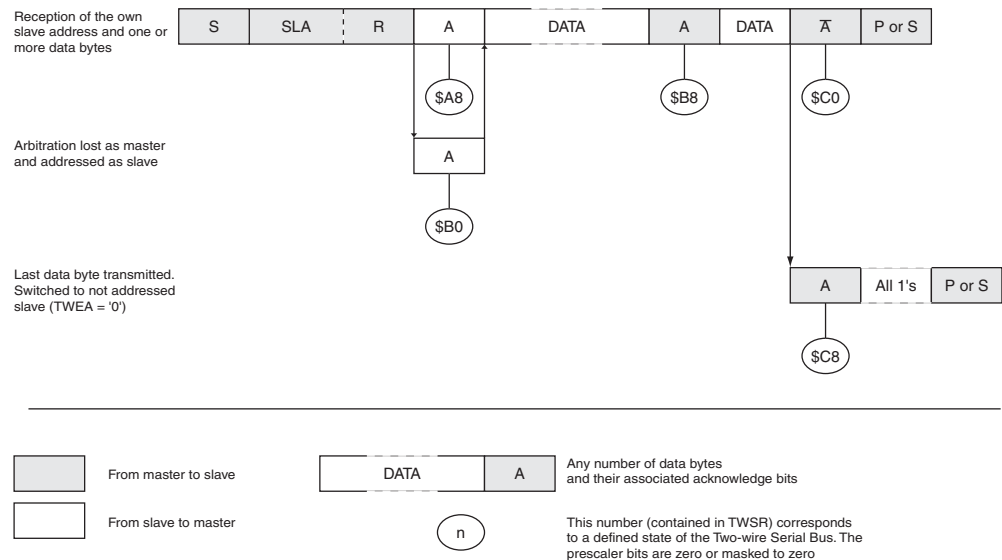 Reception of the own
slave address and one or
more data bytes
S SLA R A DATA A DATA A̅ P or S
$A8 $B8 $C0
Arbitration lost as master
and addressed as slave
A
$B0
Last data byte transmitted.
Switched to not addressed
slave (TWEA = '0')
A All 1's P or S
$C8
From master to slave
DATA A
Any number of data bytes
and their associated acknowledge bits
From slave to master
n
This number (contained in TWSR) corresponds
to a defined state of the Two-wire Serial Bus. The
prescaler bits are zero or masked to zero